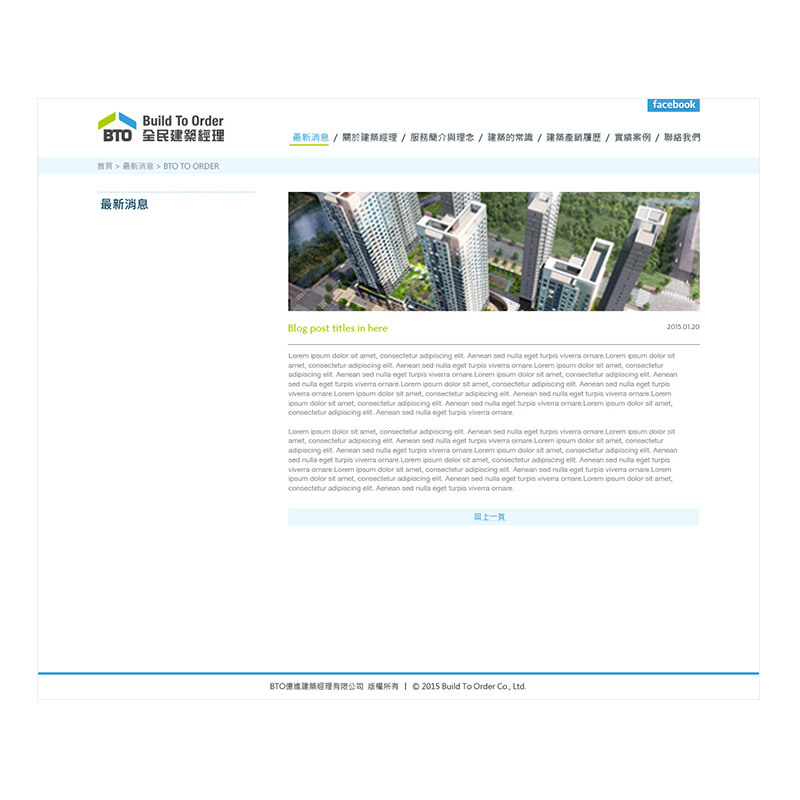 facebook
BTO Build To Order
全民建築經理
最新消息 / 關於建築經理 / 服務簡介與理念 / 建築的常識 / 建築產銷履歷 / 實績案例 / 聯絡我們
首頁 > 最新消息 > BTO TO ORDER
最新消息
Blog post titles in here
2015.01.20
Lorem ipsum dolor sit amet, consectetur adipiscing elit. Aenean sed nulla eget turpis viverra ornare.Lorem ipsum dolor sit
amet, consectetur adipiscing elit. Aenean sed nulla eget turpis viverra ornare.Lorem ipsum dolor sit amet, consectetur
adipiscing elit. Aenean sed nulla eget turpis viverra ornare.Lorem ipsum dolor sit amet, consectetur adipiscing elit. Aenean
sed nulla eget turpis viverra ornare.Lorem ipsum dolor sit amet, consectetur adipiscing elit. Aenean sed nulla eget turpis
viverra ornare.Lorem ipsum dolor sit amet, consectetur adipiscing elit. Aenean sed nulla eget turpis viverra ornare.Lorem
ipsum dolor sit amet, consectetur adipiscing elit. Aenean sed nulla eget turpis viverra ornare.Lorem ipsum dolor sit amet,
consectetur adipiscing elit. Aenean sed nulla eget turpis viverra ornare.
Lorem ipsum dolor sit amet, consectetur adipiscing elit. Aenean sed nulla eget turpis viverra ornare.Lorem ipsum dolor sit
amet, consectetur adipiscing elit. Aenean sed nulla eget turpis viverra ornare.Lorem ipsum dolor sit amet, consectetur
adipiscing elit. Aenean sed nulla eget turpis viverra ornare.Lorem ipsum dolor sit amet, consectetur adipiscing elit. Aenean
sed nulla eget turpis viverra ornare.Lorem ipsum dolor sit amet, consectetur adipiscing elit. Aenean sed nulla eget turpis
viverra ornare.Lorem ipsum dolor sit amet, consectetur adipiscing elit. Aenean sed nulla eget turpis viverra ornare.Lorem
ipsum dolor sit amet, consectetur adipiscing elit. Aenean sed nulla eget turpis viverra ornare.Lorem ipsum dolor sit amet,
consectetur adipiscing elit. Aenean sed nulla eget turpis viverra ornare.
回上一頁
BTO億進建築經理有限公司 版權所有 | © 2015 Build To Order Co., Ltd.